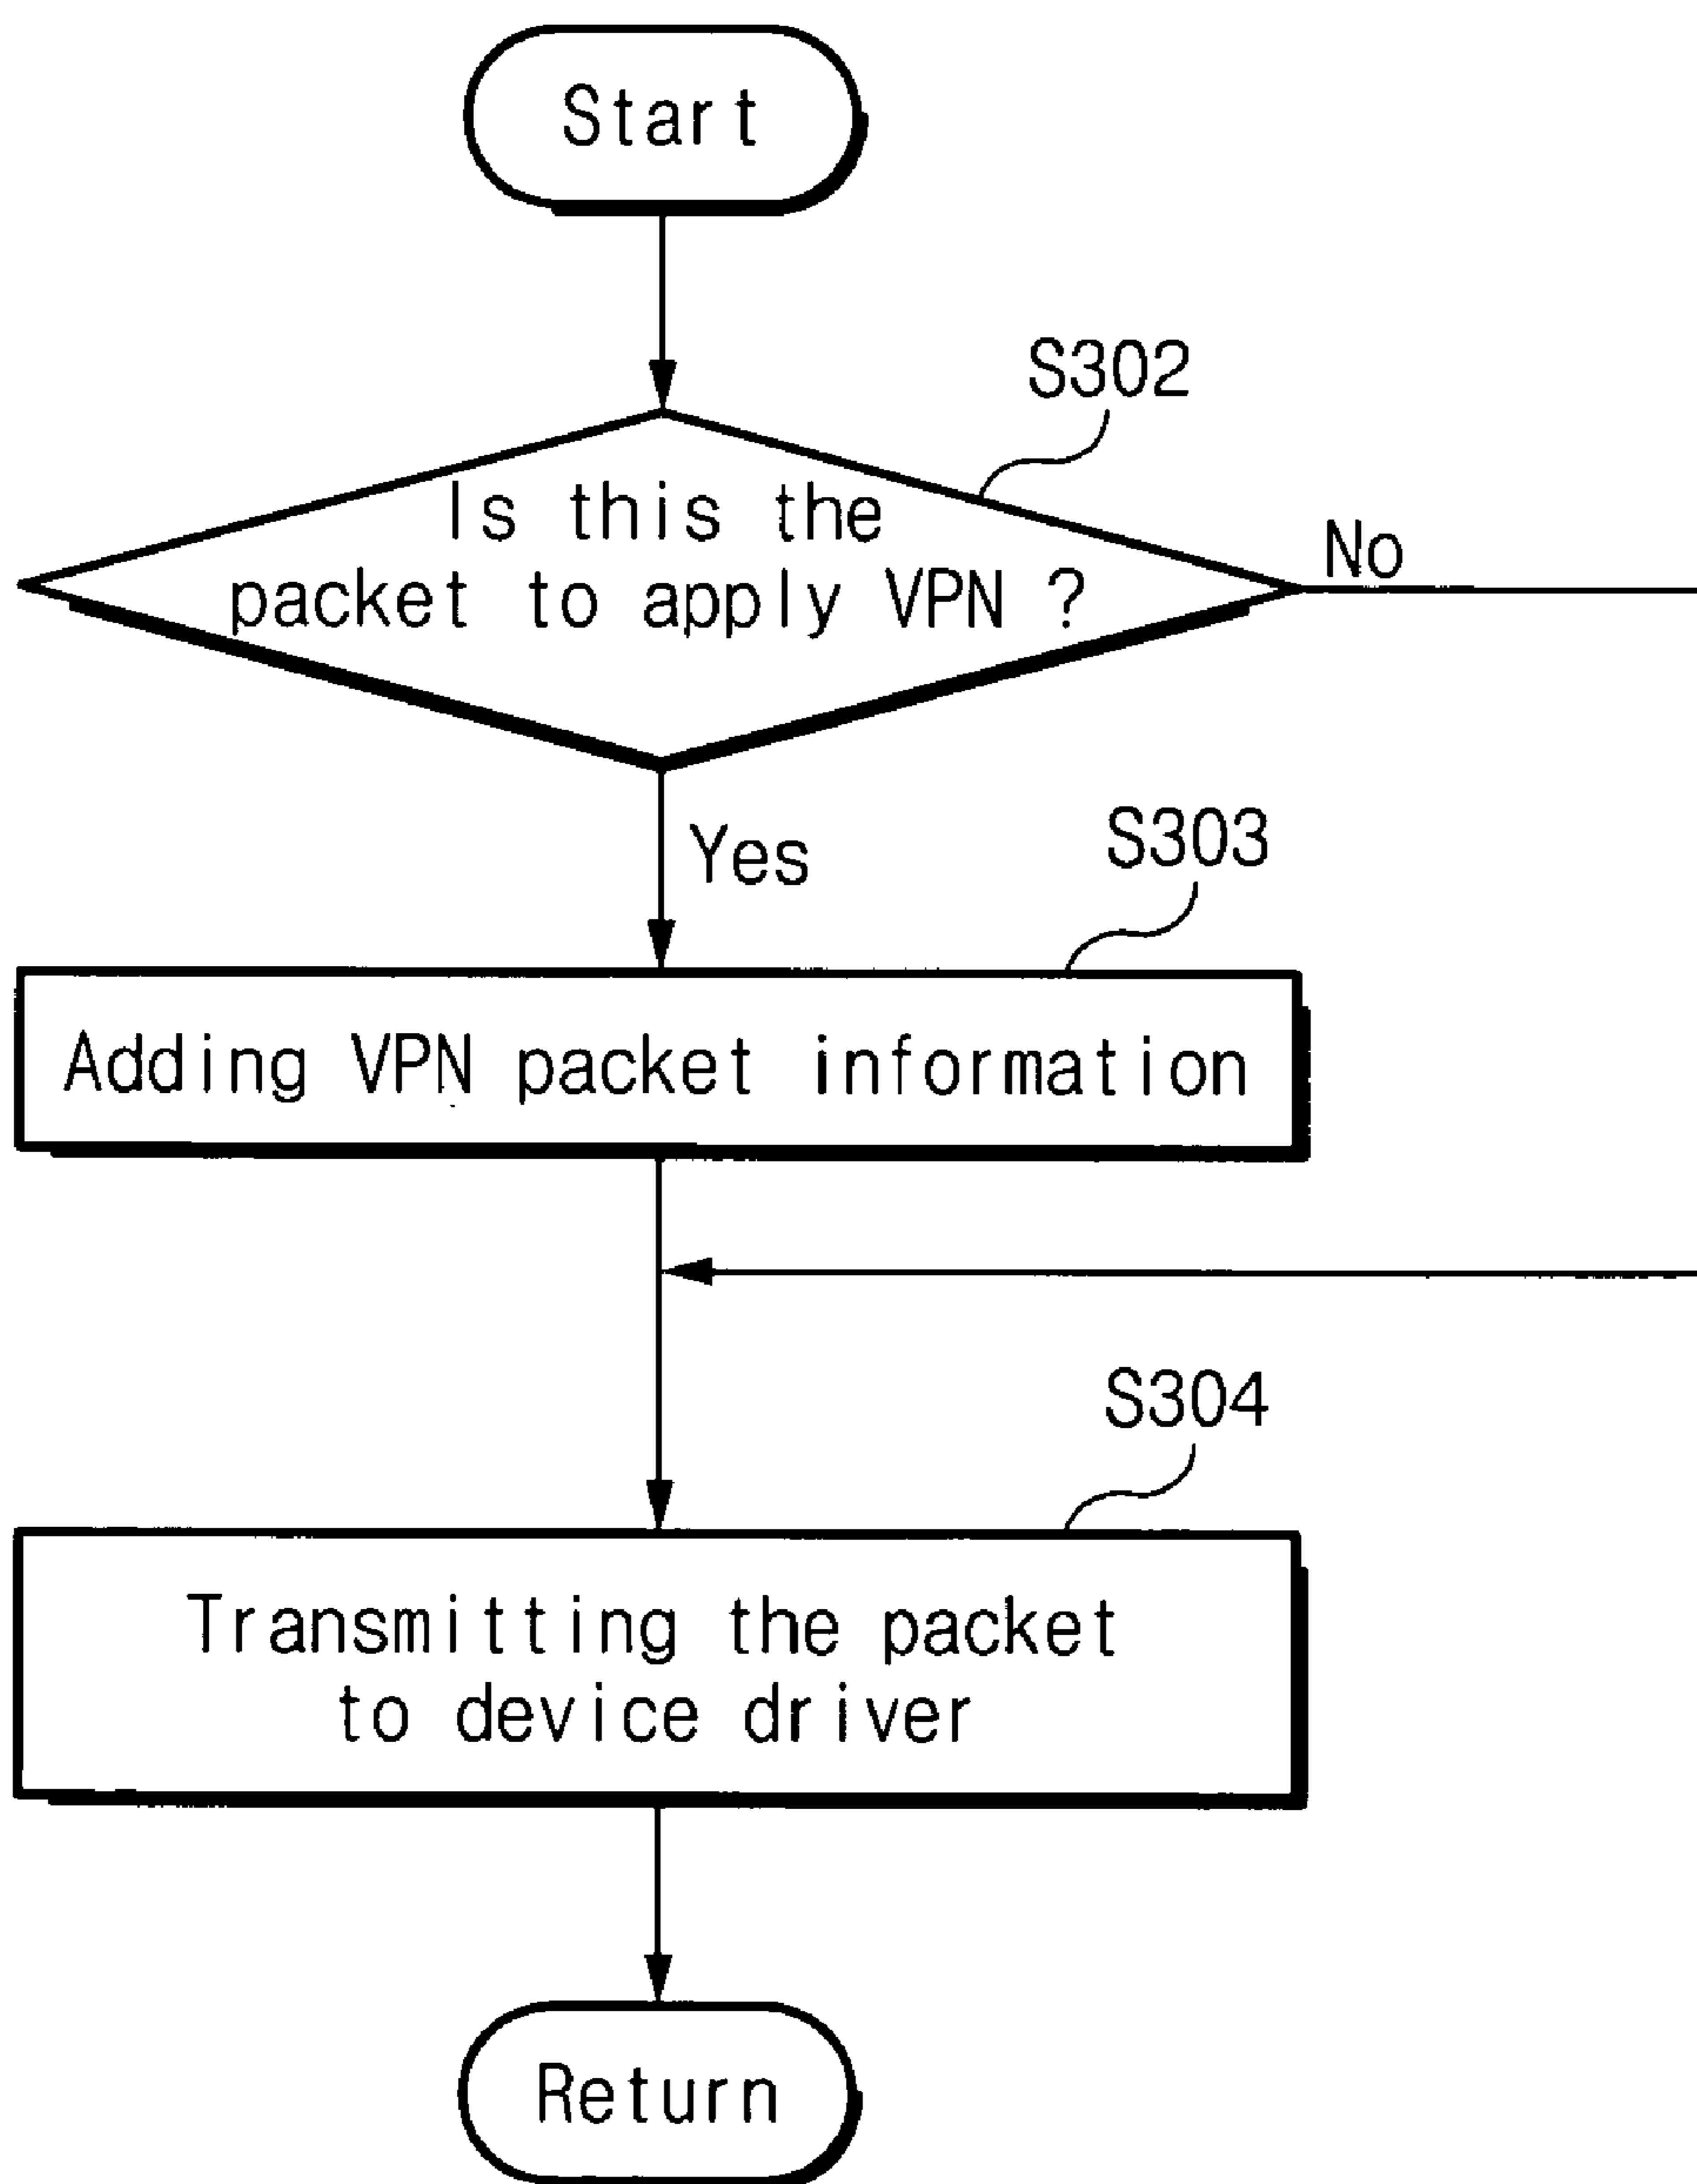 Start
S302
Is this the
packet to apply VPN ?
No
Yes
S303
Adding VPN packet information
S304
Transmitting the packet
to device driver
Return